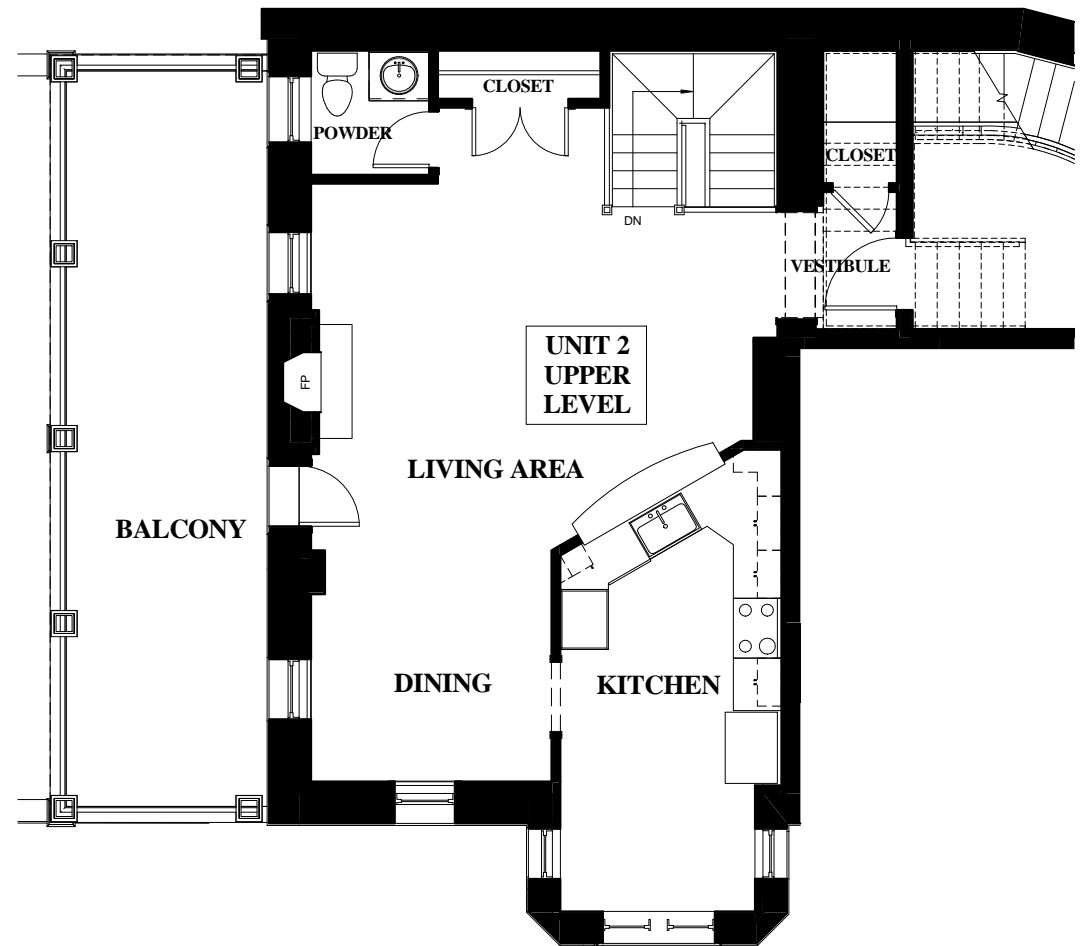 CLOSET
POWDER
CLOSET
DN
VESTIBULE
UNIT 2
UPPER
LEVEL
FP
LIVING AREA
BALCONY
DINING
KITCHEN